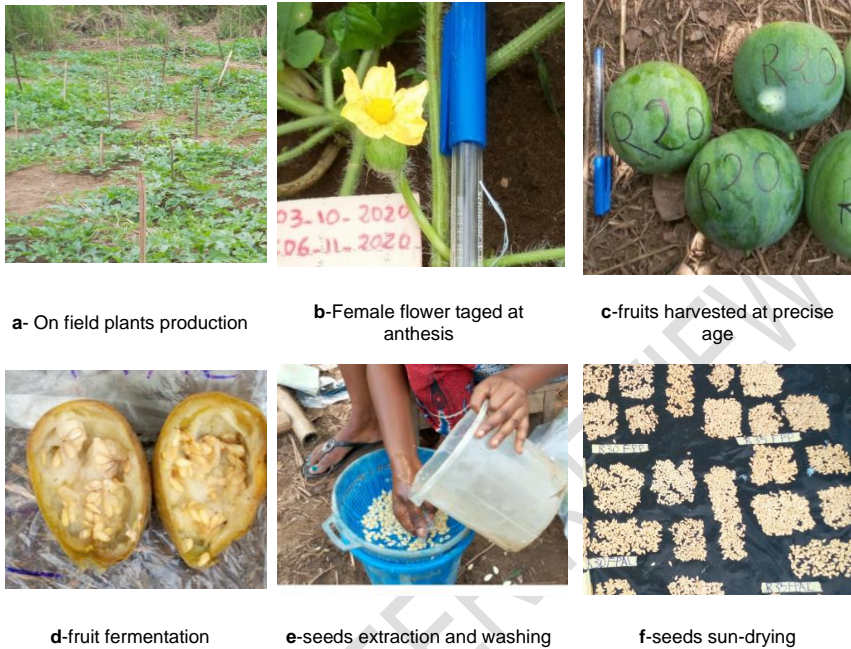 03-10-2020
06-11-2020
R20
R20
R20
a- On field plants production
b-Female flower taged at
anthesis
c-fruits harvested at precise
age
R30FPP
d-fruit fermentation
e-seeds extraction and washing
f-seeds sun-drying